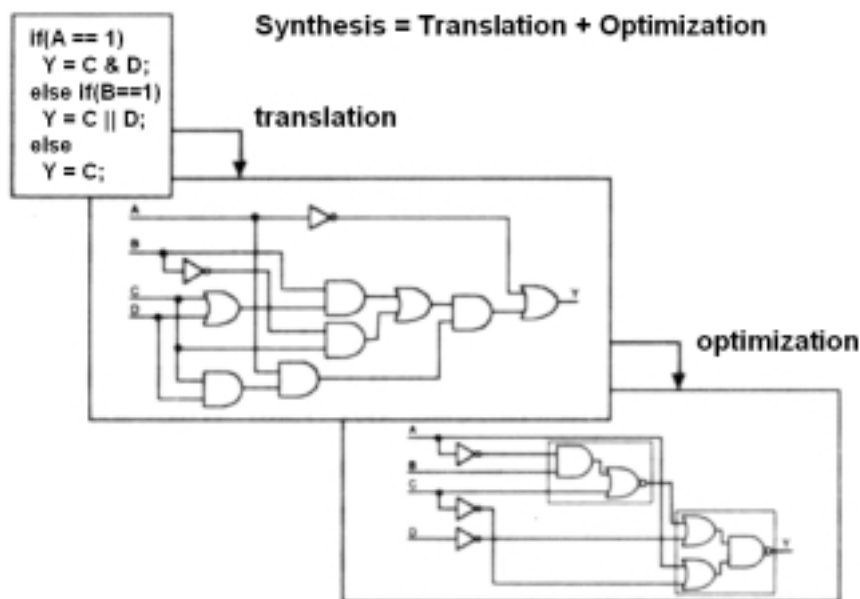 Synthesis = Translation + Optimization
if(A == 1)
Y = C & D;
else if(B==1)
Y = C || D;
else
Y = C;
translation
A
B
C
D
Y
optimization
A
B
C
D
Y